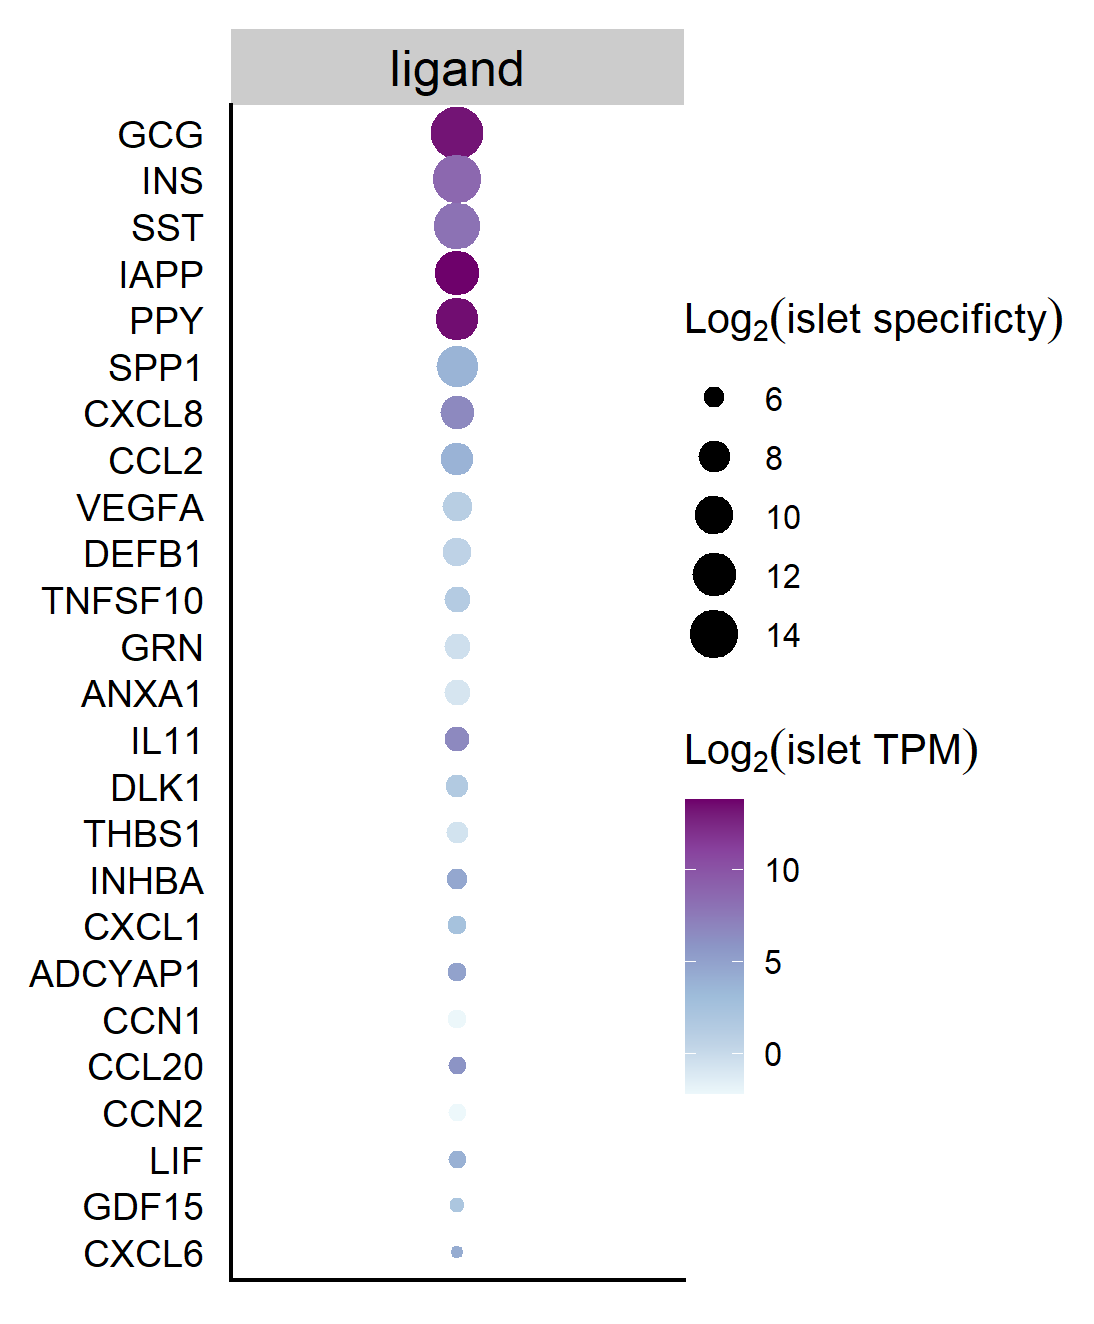 ligand
GCG
INS
SST
IAPP
PPY
SPP1
CXCL8
CCL2
VEGFA
DEFB1
TNFSF10
GRN
ANXA1
IL11
DLK1
THBS1
INHBA
CXCL1
ADCYAP1
CCN1
CCL20
CCN2
LIF
GDF15
CXCL6
Log₂(islet specificty)
6
8
10
12
14
Log₂(islet TPM)
10
5
0